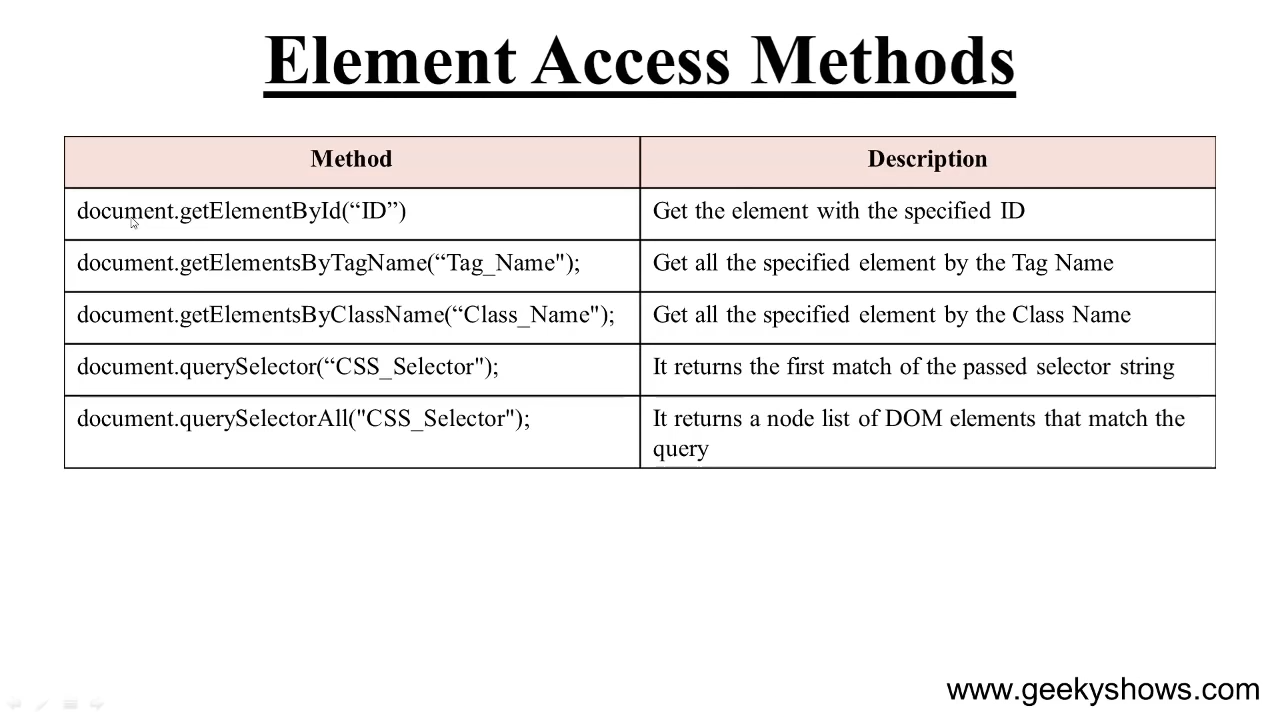 Element Access Methods
Method
Description
document.getElementById(“ID”)
Get the element with the specified ID
document.getElementsByTagName(“Tag_Name");
Get all the specified element by the Tag Name
document.getElementsByClassName(“Class_Name");
Get all the specified element by the Class Name
document.querySelector(“CSS_Selector");
It returns the first match of the passed selector string
document.querySelectorAll("CSS_Selector");
It returns a node list of DOM elements that match the
query
www.geekyshows.com